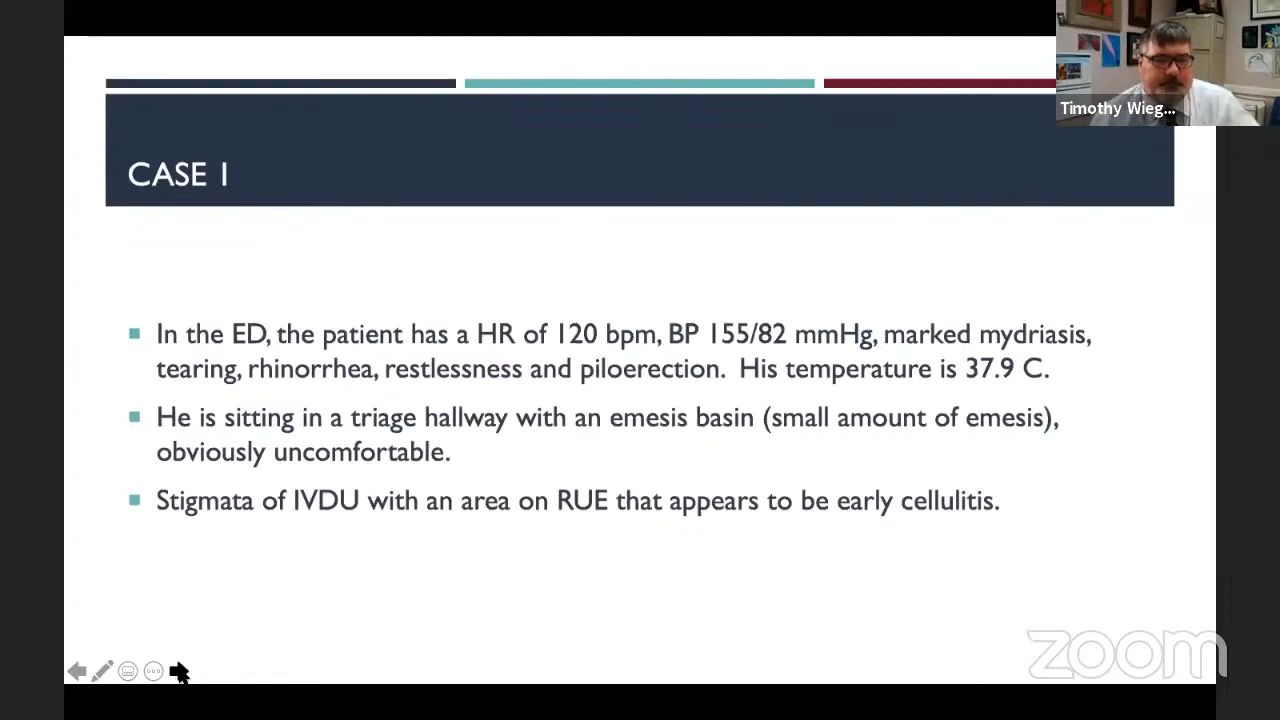 Timothy Wieg...
CASE 1
In the ED, the patient has a HR of 120 bpm, BP 155/82 mmHg, marked mydriasis,
tearing, rhinorrhea, restlessness and piloerection.  His temperature is 37.9 C.
He is sitting in a triage hallway with an emesis basin (small amount of emesis),
obviously uncomfortable.
Stigmata of IVDU with an area on RUE that appears to be early cellulitis.
zoom